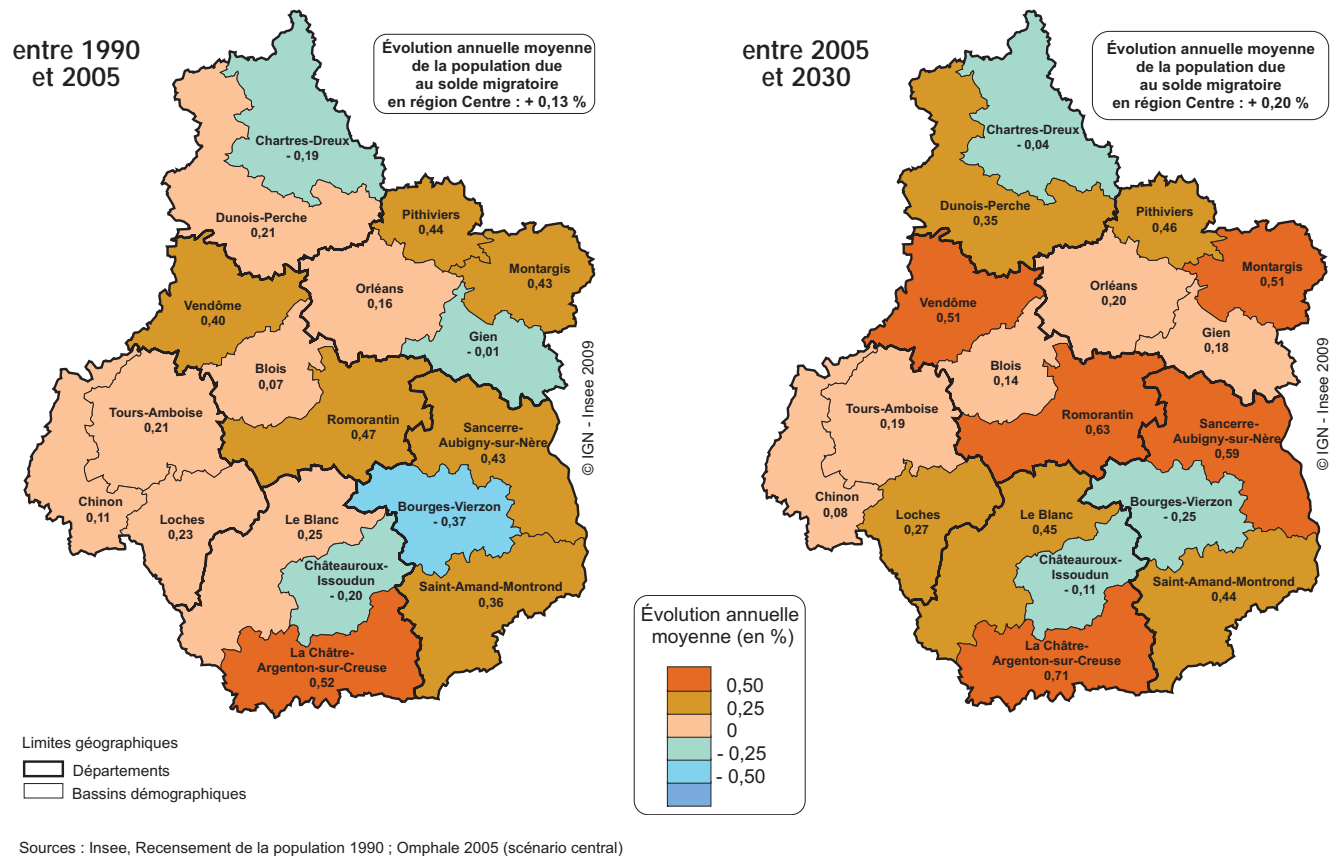 entre 1990
et 2005
Évolution annuelle moyenne
de la population due
au solde migratoire
en région Centre : + 0,13 %
Chartres-Dreux
- 0,19
Dunois-Perche
0,21
Pithiviers
0,44
Montargis
0,43
Orléans
0,16
Vendôme
0,40
Gien
- 0,01
Blois
0,07
Tours-Amboise
0,21
Romorantin
0,47
Sancerre-
Aubigny-sur-Nère
0,43
Chinon
0,11
Loches
0,23
Le Blanc
0,25
Bourges-Vierzon
- 0,37
Châteauroux-
Issoudun
- 0,20
Saint-Amand-Montrond
0,36
La Châtre-
Argenton-sur-Creuse
0,52
© IGN - Insee 2009
entre 2005
et 2030
Évolution annuelle moyenne
de la population due
au solde migratoire
en région Centre : + 0,20 %
Chartres-Dreux
- 0,04
Dunois-Perche
0,35
Pithiviers
0,46
Montargis
0,51
Orléans
0,20
Vendôme
0,51
Gien
0,18
Blois
0,14
Tours-Amboise
0,19
Romorantin
0,63
Sancerre-
Aubigny-sur-Nère
0,59
Chinon
0,08
Loches
0,27
Le Blanc
0,45
Bourges-Vierzon
- 0,25
Châteauroux-
Issoudun
- 0,11
Saint-Amand-Montrond
0,44
La Châtre-
Argenton-sur-Creuse
0,71
© IGN - Insee 2009
Évolution annuelle
moyenne (en %)
0,50
0,25
0
- 0,25
- 0,50
Limites géographiques
Départements
Bassins démographiques
Sources : Insee, Recensement de la population 1990 ; Omphale 2005 (scénario central)